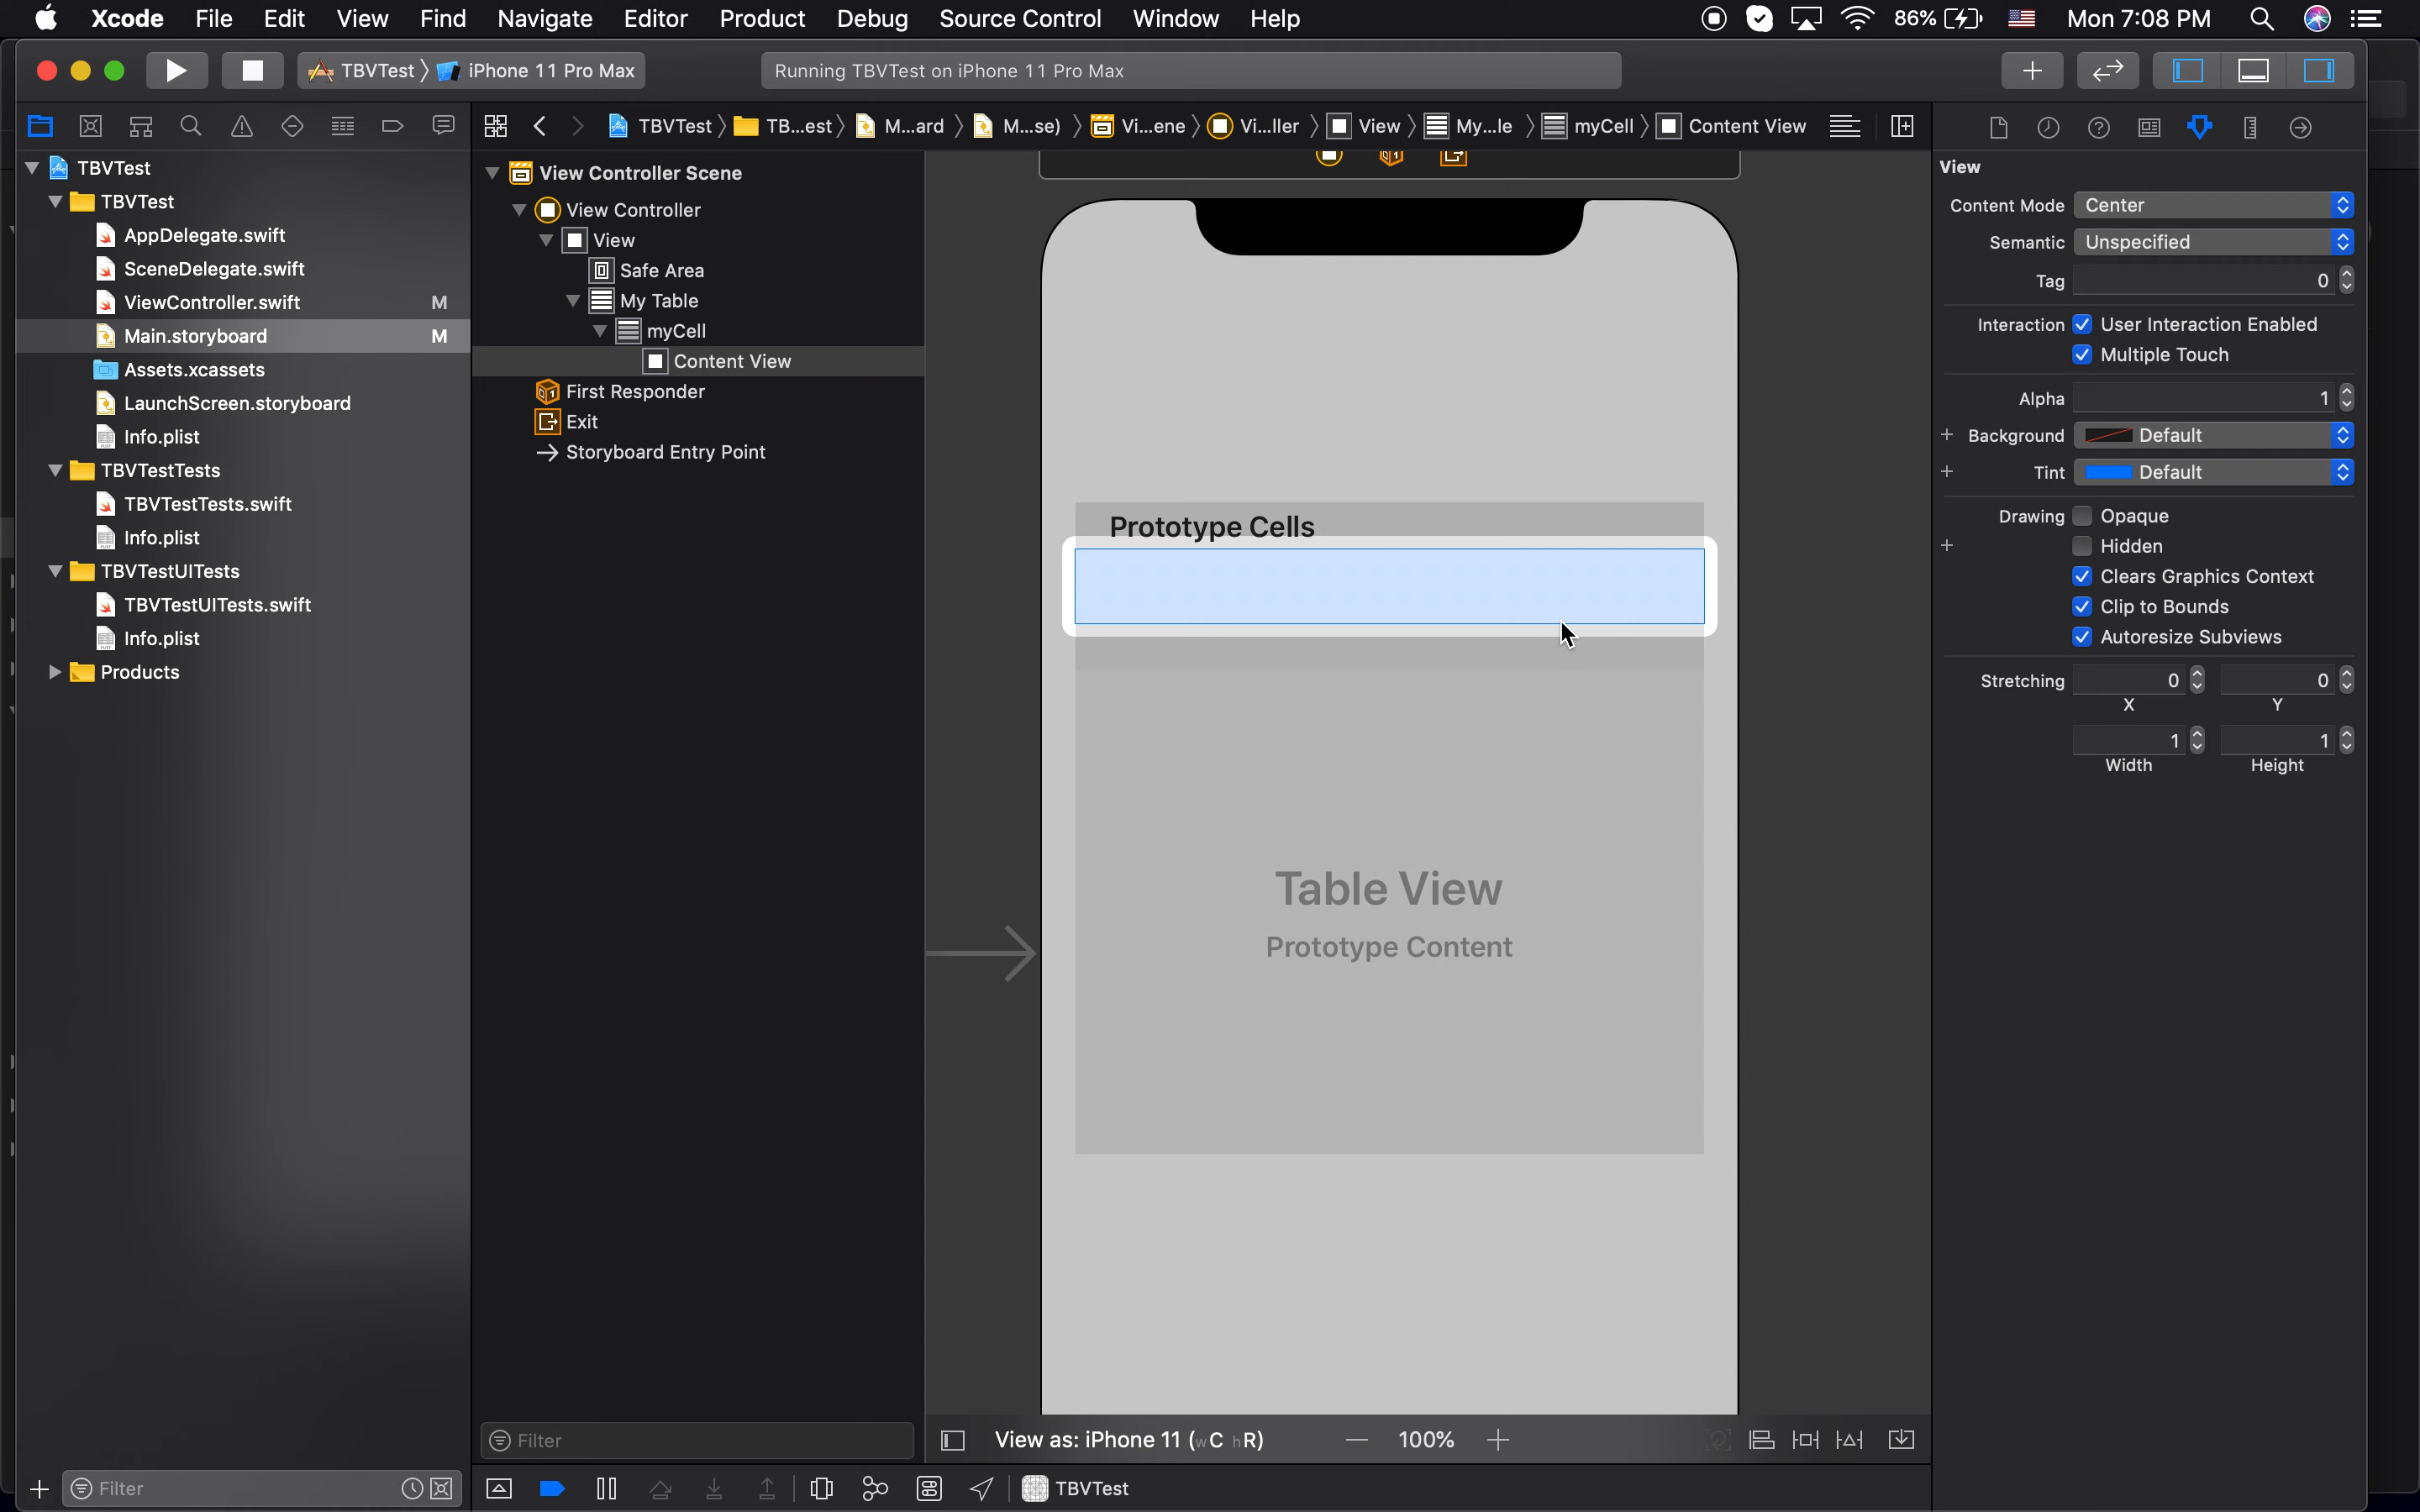 Xcode File Edit View Find Navigate Editor Product Debug Source Control Window Help 86% Mon 7:08 PM
TBVTest iPhone 11 Pro Max Running TBVTest on iPhone 11 Pro Max
TBVTest TB...est M...ard M...se) Vi...ene Vi...ller View My...le myCell Content View
TBVTest
TBVTest
AppDelegate.swift
SceneDelegate.swift
ViewController.swift M
Main.storyboard M
Assets.xcassets
LaunchScreen.storyboard
Info.plist
TBVTestTests
TBVTestTests.swift
Info.plist
TBVTestUITests
TBVTestUITests.swift
Info.plist
Products
Filter
View Controller Scene
View Controller
View
Safe Area
My Table
myCell
Content View
First Responder
Exit
Storyboard Entry Point
Filter
Prototype Cells
Table View
Prototype Content
View as: iPhone 11 (wC hR) 100%
TBVTest
View
Content Mode Center
Semantic Unspecified
Tag 0
Interaction User Interaction Enabled
Multiple Touch
Alpha 1
Background Default
Tint Default
Drawing Opaque
Hidden
Clears Graphics Context
Clip to Bounds
Autoresize Subviews
Stretching 0 0
X Y
1 1
Width Height